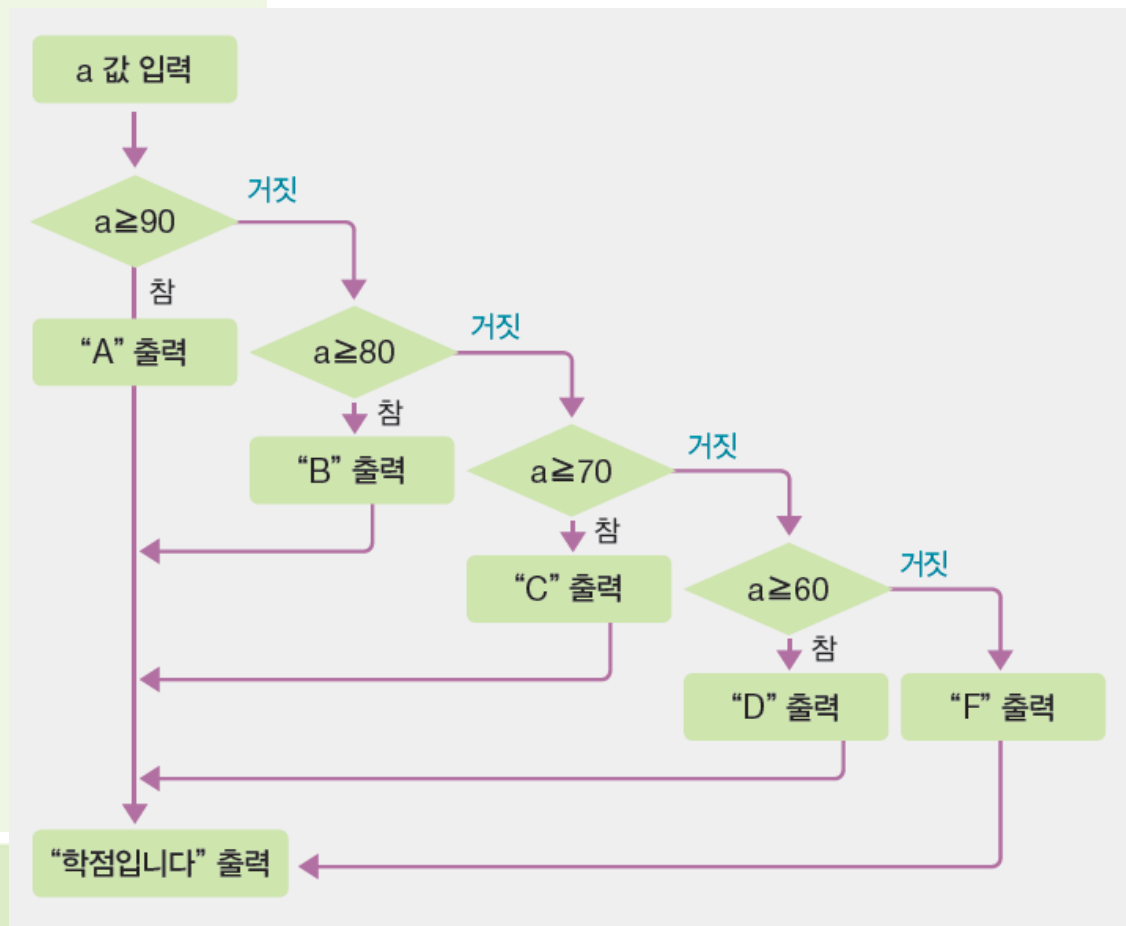 a 값 입력
거짓
a≧90
참
“A” 출력
거짓
a≧80
참
“B” 출력
거짓
a≧70
참
“C” 출력
거짓
a≧60
참
“D” 출력
“F” 출력
“학점입니다” 출력